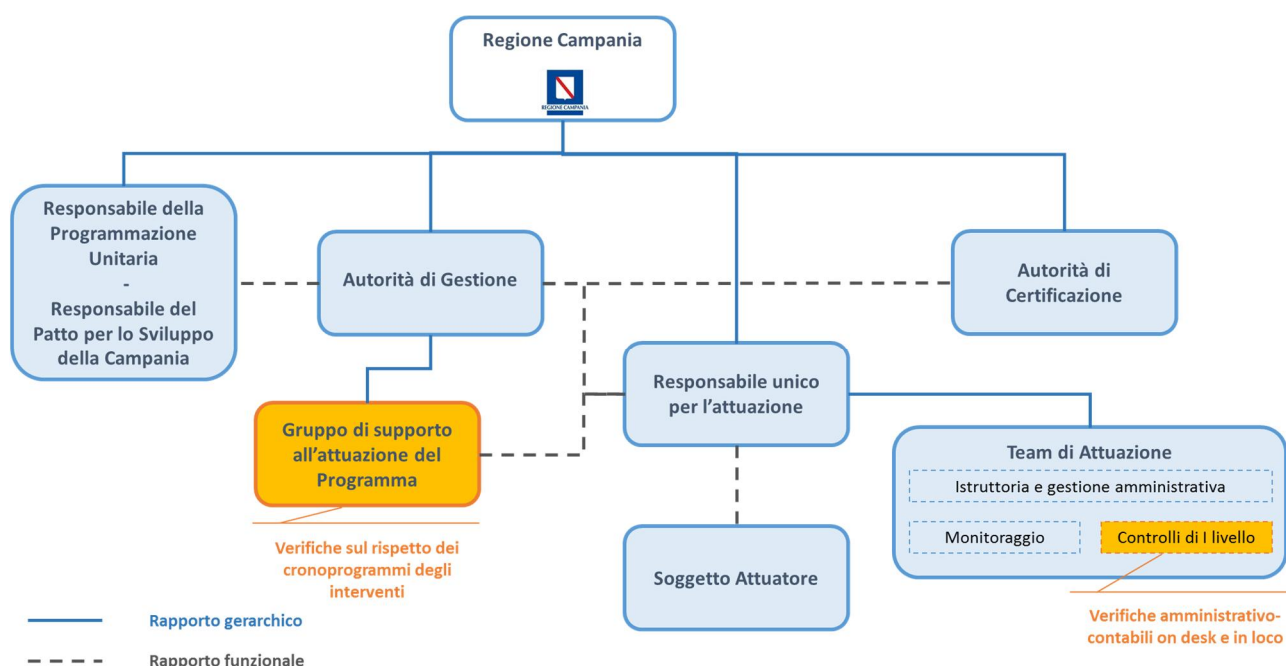 Regione Campania
REGIONE CAMPANIA
Responsabile della
Programmazione
Unitaria
-
Responsabile del
Patto per lo Sviluppo
della Campania
Autorità di Gestione
Autorità di
Certificazione
Responsabile unico
per l’attuazione
Gruppo di supporto
all’attuazione del
Programma
Team di Attuazione
Istruttoria e gestione amministrativa
Monitoraggio
Controlli di I livello
Verifiche sul rispetto dei
cronoprogrammi degli
interventi
Soggetto Attuatore
Verifiche amministrativo-
contabili on desk e in loco
Rapporto gerarchico
Rapporto funzionale